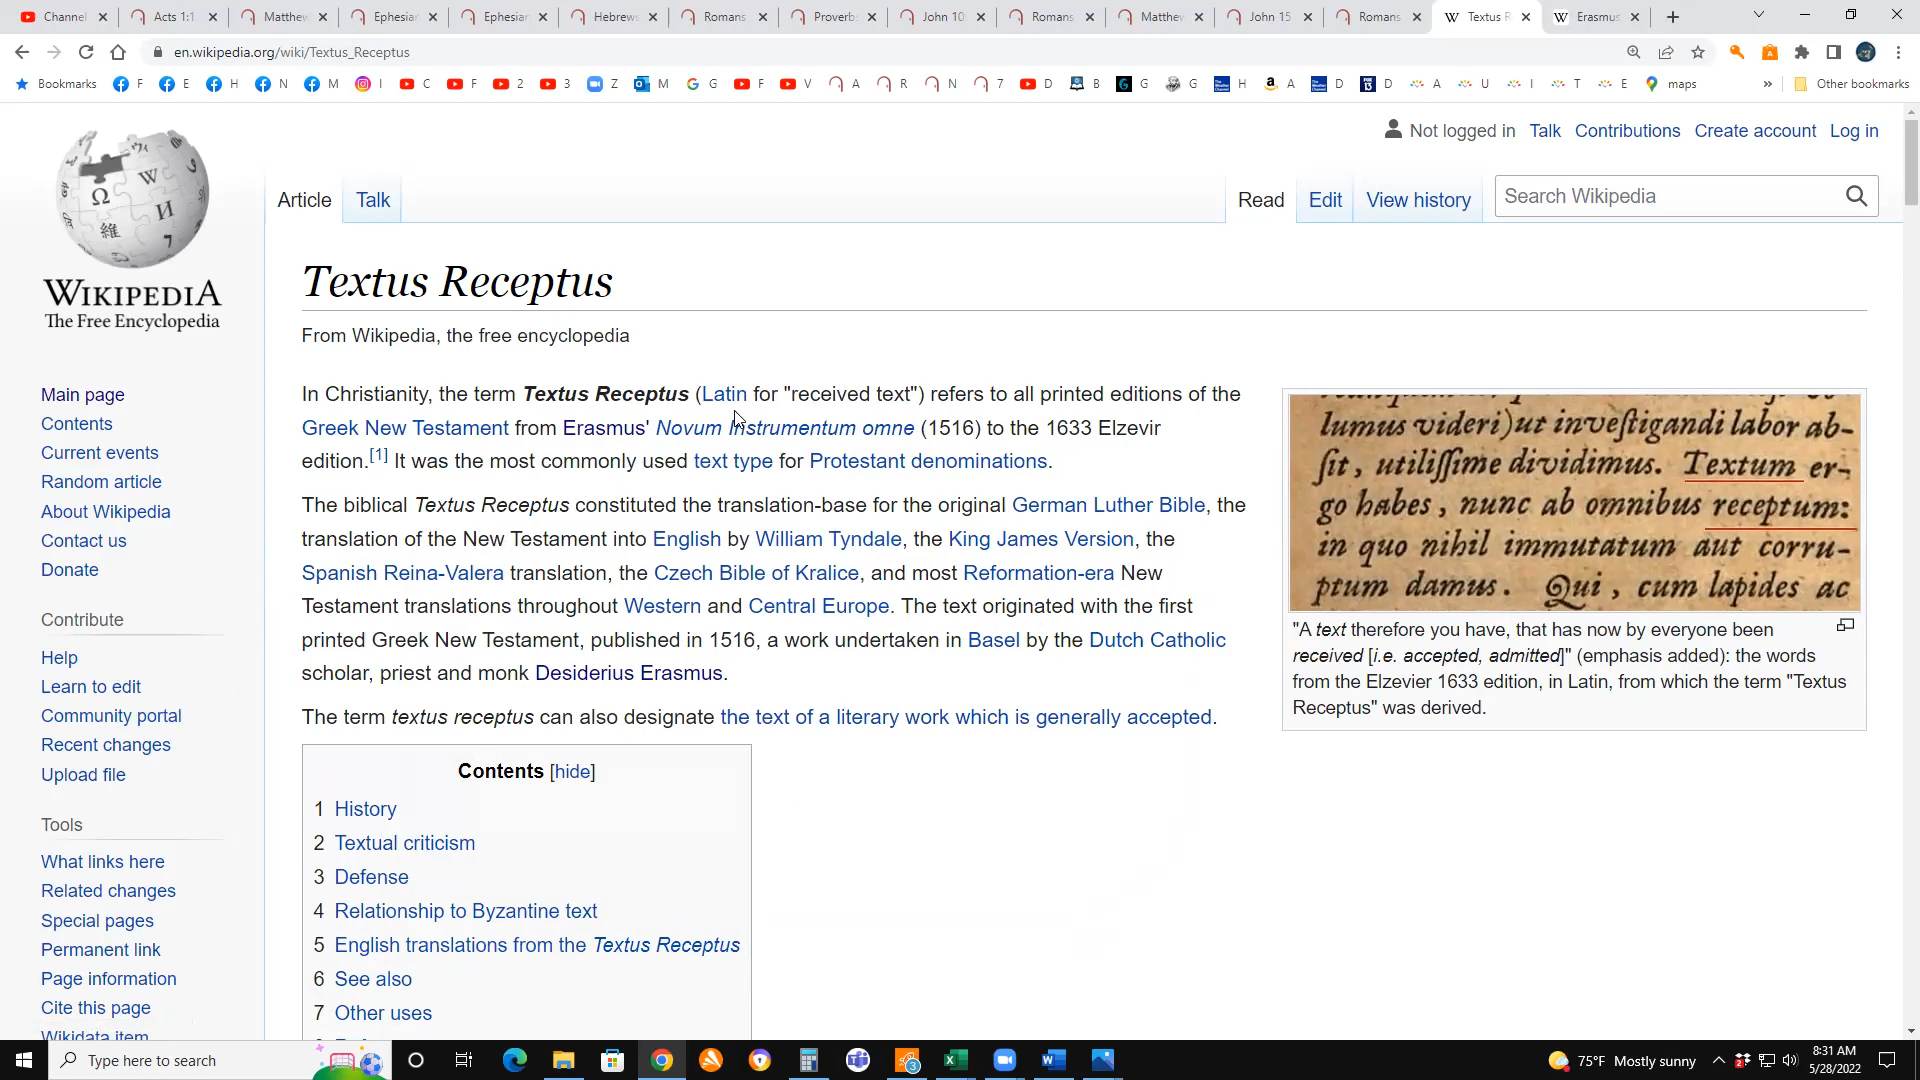 Channel
Acts 1:1
Matthew
Ephesian
Ephesian
Hebrews
Romans
Proverb
John 10
Romans
Matthew
John 15
Romans
Textus R
Erasmus
en.wikipedia.org/wiki/Textus_Receptus
Bookmarks F E H N M I C F 2 3 Z M G F V A R N 7 D B G G H A D D A U I T E maps » Other bookmarks
Not logged in Talk Contributions Create account Log in
Article Talk Read Edit View history Search Wikipedia
WIKIPEDIA
The Free Encyclopedia
Main page
Contents
Current events
Random article
About Wikipedia
Contact us
Donate
Contribute
Help
Learn to edit
Community portal
Recent changes
Upload file
Tools
What links here
Related changes
Special pages
Permanent link
Page information
Cite this page
Wikidata item
Textus Receptus
From Wikipedia, the free encyclopedia
In Christianity, the term Textus Receptus (Latin for "received text") refers to all printed editions of the
Greek New Testament from Erasmus' Novum Instrumentum omne (1516) to the 1633 Elzevir
edition.[1] It was the most commonly used text type for Protestant denominations.
The biblical Textus Receptus constituted the translation-base for the original German Luther Bible, the
translation of the New Testament into English by William Tyndale, the King James Version, the
Spanish Reina-Valera translation, the Czech Bible of Kralice, and most Reformation-era New
Testament translations throughout Western and Central Europe. The text originated with the first
printed Greek New Testament, published in 1516, a work undertaken in Basel by the Dutch Catholic
scholar, priest and monk Desiderius Erasmus.
The term textus receptus can also designate the text of a literary work which is generally accepted.
Contents [hide]
1 History
2 Textual criticism
3 Defense
4 Relationship to Byzantine text
5 English translations from the Textus Receptus
6 See also
7 Other uses
lumus videri) ut inveſtigandi labor ab-
ſit, utiliſſime dividimus. Textum er-
go habes, nunc ab omnibus receptum:
in quo nihil immutatum aut corru-
ptum damus. Qui, cum lapides ac
"A text therefore you have, that has now by everyone been
received [i.e. accepted, admitted]" (emphasis added): the words
from the Elzevier 1633 edition, in Latin, from which the term "Textus
Receptus" was derived.
Type here to search
75°F Mostly sunny
8:31 AM
5/28/2022